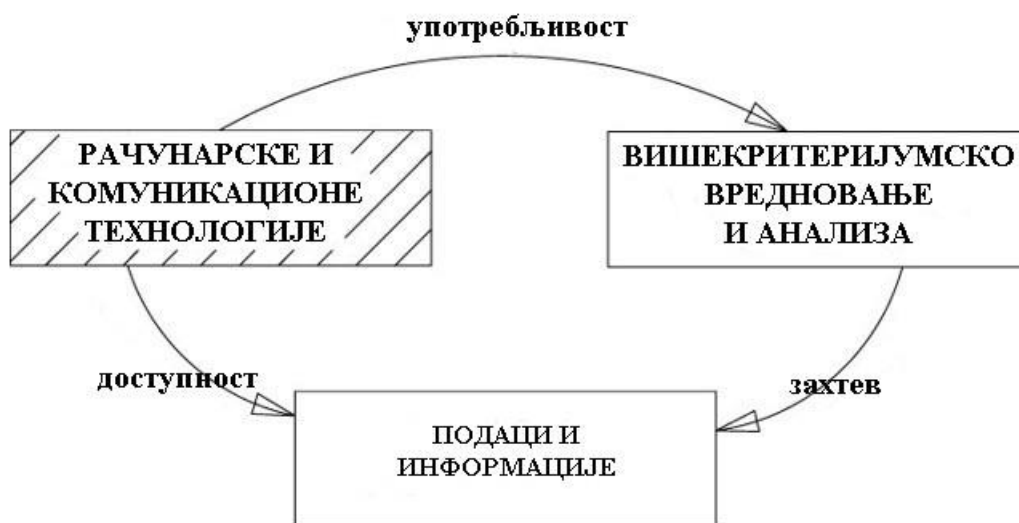 употребљивост
РАЧУНАРСКЕ И
КОМУНИКАЦИОНЕ
ТЕХНОЛОГИЈЕ
ВИШЕКРИТЕРИЈУМСКО
ВРЕДНОВАЊЕ
И АНАЛИЗА
доступност
захтев
ПОДАЦИ И
ИНФОРМАЦИЈЕ